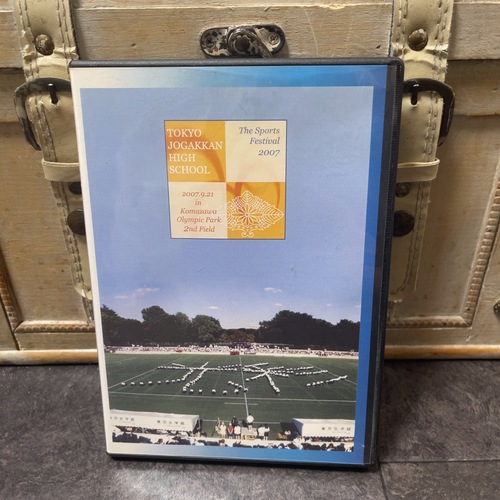 TOKYO
JOGAKKAN
HIGH
SCHOOL
The Sports
Festival
2007
2007.9.21
in
Komazawa
Olympic Park
2nd Field